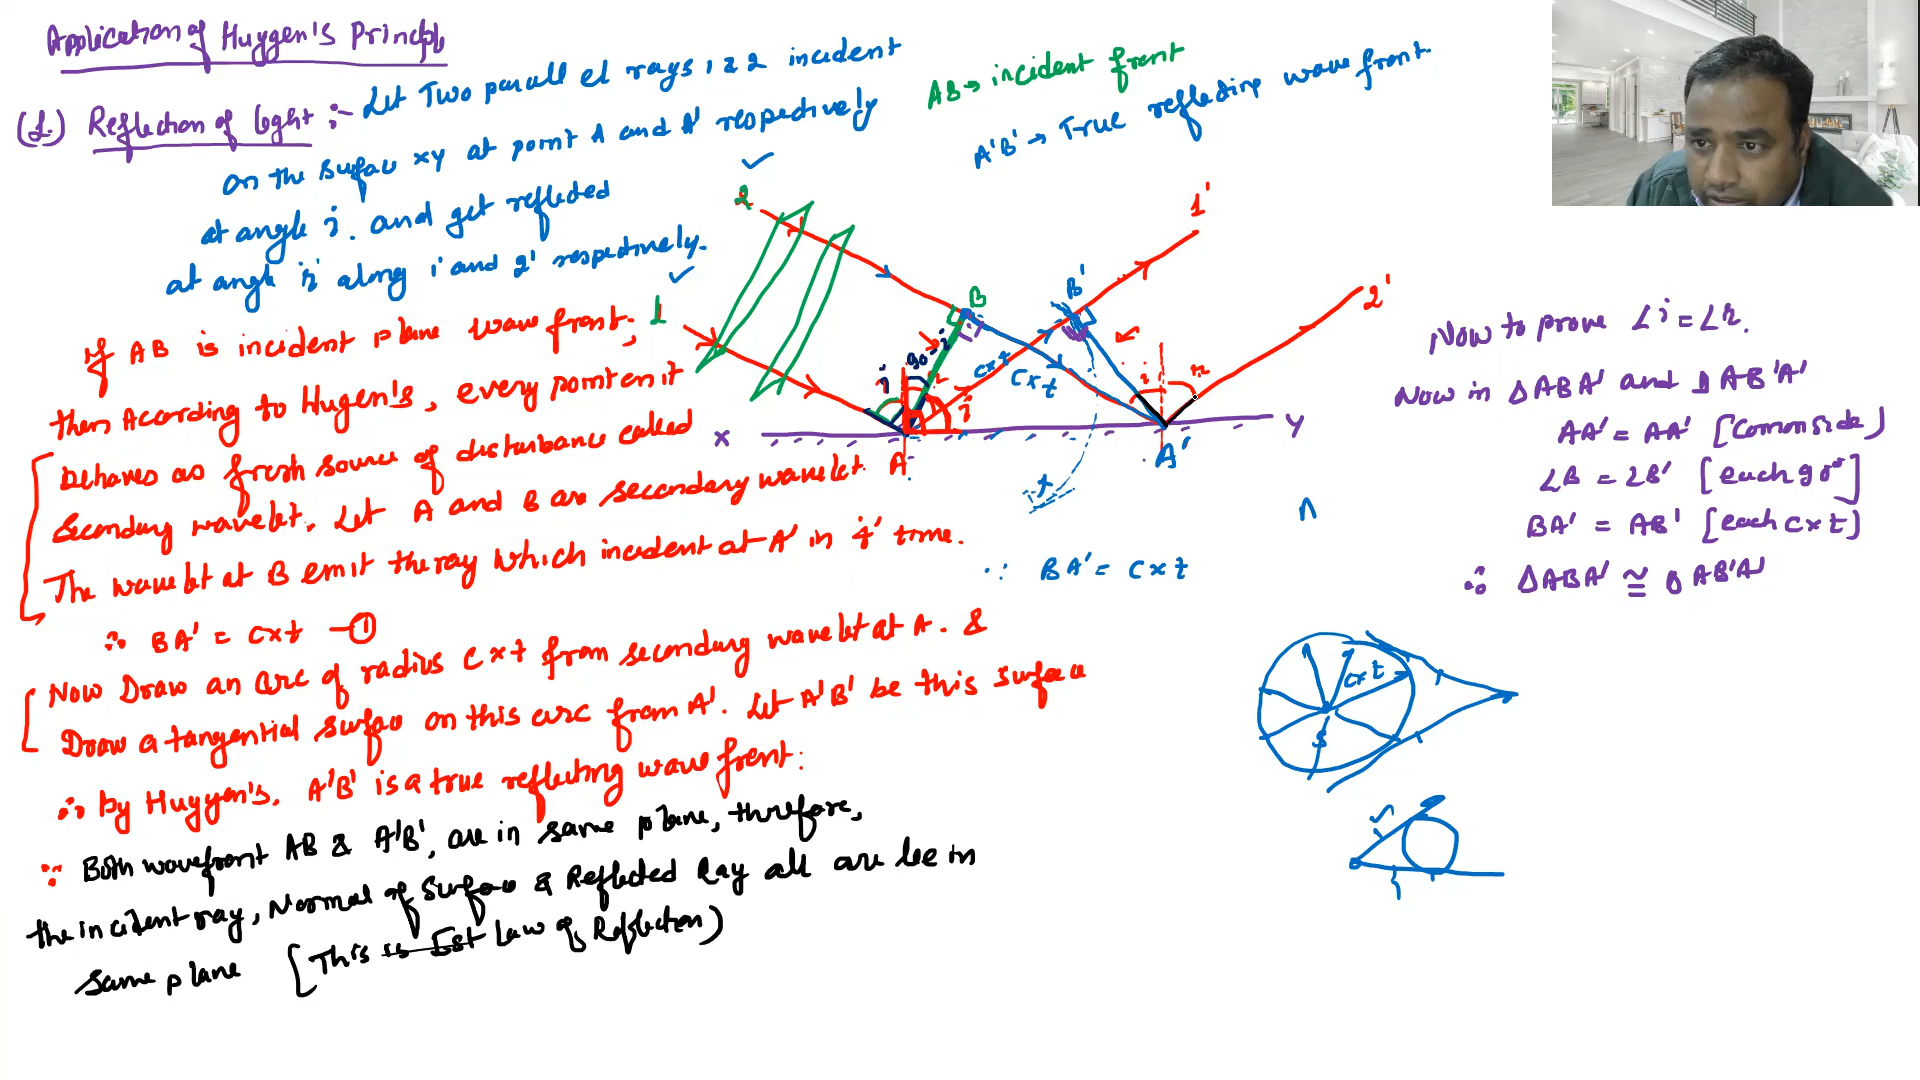 Application of Huygen's Principle
(1.) Reflection of light :- Let Two parallel rays 1 & 2 incident
on the surface xy at point A and A' respectively
at angle i. and get reflected
at angle 'r' along 1' and 2' respectively.
If AB is incident plane wave front,
then According to Hugen's, every point on it
behaves as fresh source of disturbance called
Secondary wavelet. Let A and B are secondary wavelet.
The wavelet at B emit the ray which incident at A' in 't' time.
∴ BA' = c×t —①
Now Draw an arc of radius c×t from secondary wavelet at A. &
Draw a tangential surface on this arc from A'. Let A'B' be this surface
∴ by Huygen's. A'B' is a true reflecting wave front.
∵ Both wavefront AB & A'B', are in same plane, therefore,
the incident ray, Normal of Surface & Reflected Ray all are lie in
same plane [This is Ist Law of Reflection)
AB → incident front
A'B' → True reflecting wave front
2
1
1'
2'
B
B'
i
90-i
r
c×t
c×t
i
r
X
Y
A
A'
∵ BA' = c×t
Now to prove ∠i = ∠r.
Now in ΔABA' and ΔAB'A'
AA' = AA' [Comon side]
∠B = ∠B' [each 90°]
BA' = AB' [each c×t]
∴ ΔABA' ≅ ΔAB'A'
c×t
S